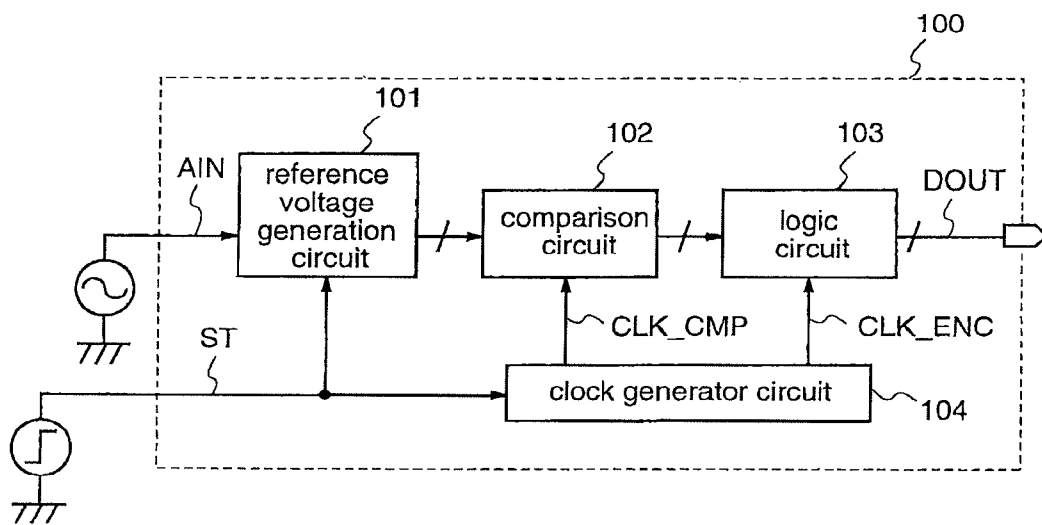 100
101
102
103
AIN
reference
voltage
generation
circuit
comparison
circuit
logic
circuit
DOUT
ST
CLK_CMP
CLK_ENC
clock generator circuit
104